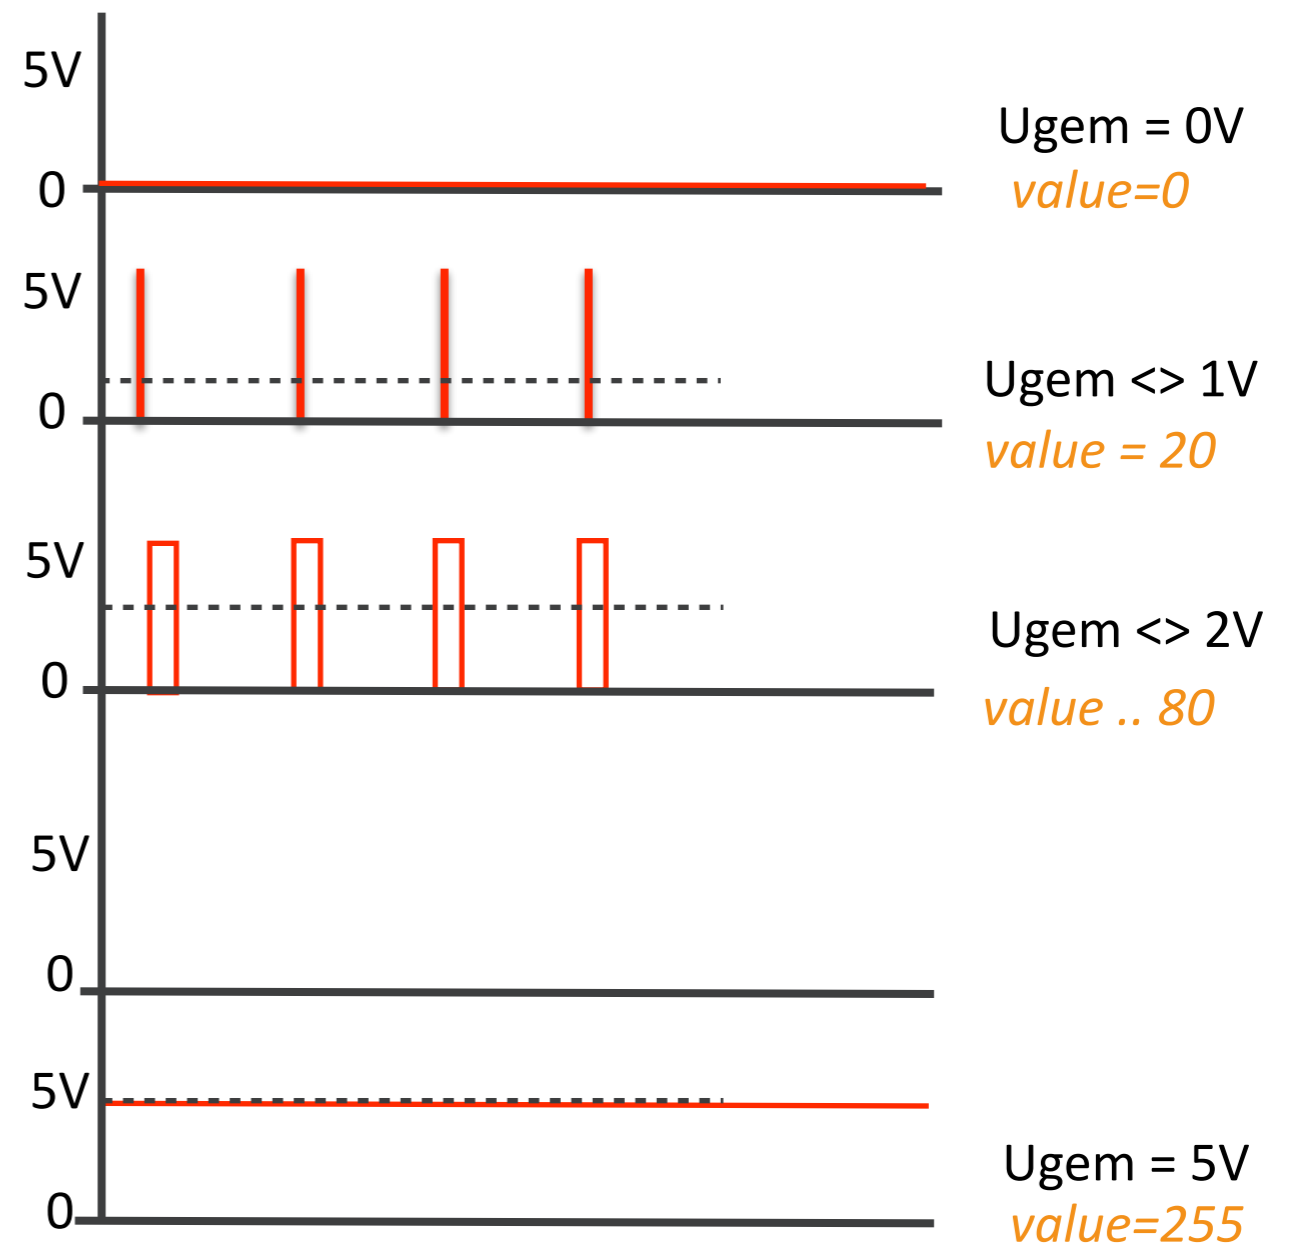 5V
Ugem = 0V
0
value=0
5V
Ugem <> 1V
0
value = 20
5V
Ugem <> 2V
0
value .. 80
5V
0
5V
Ugem = 5V
0
value=255